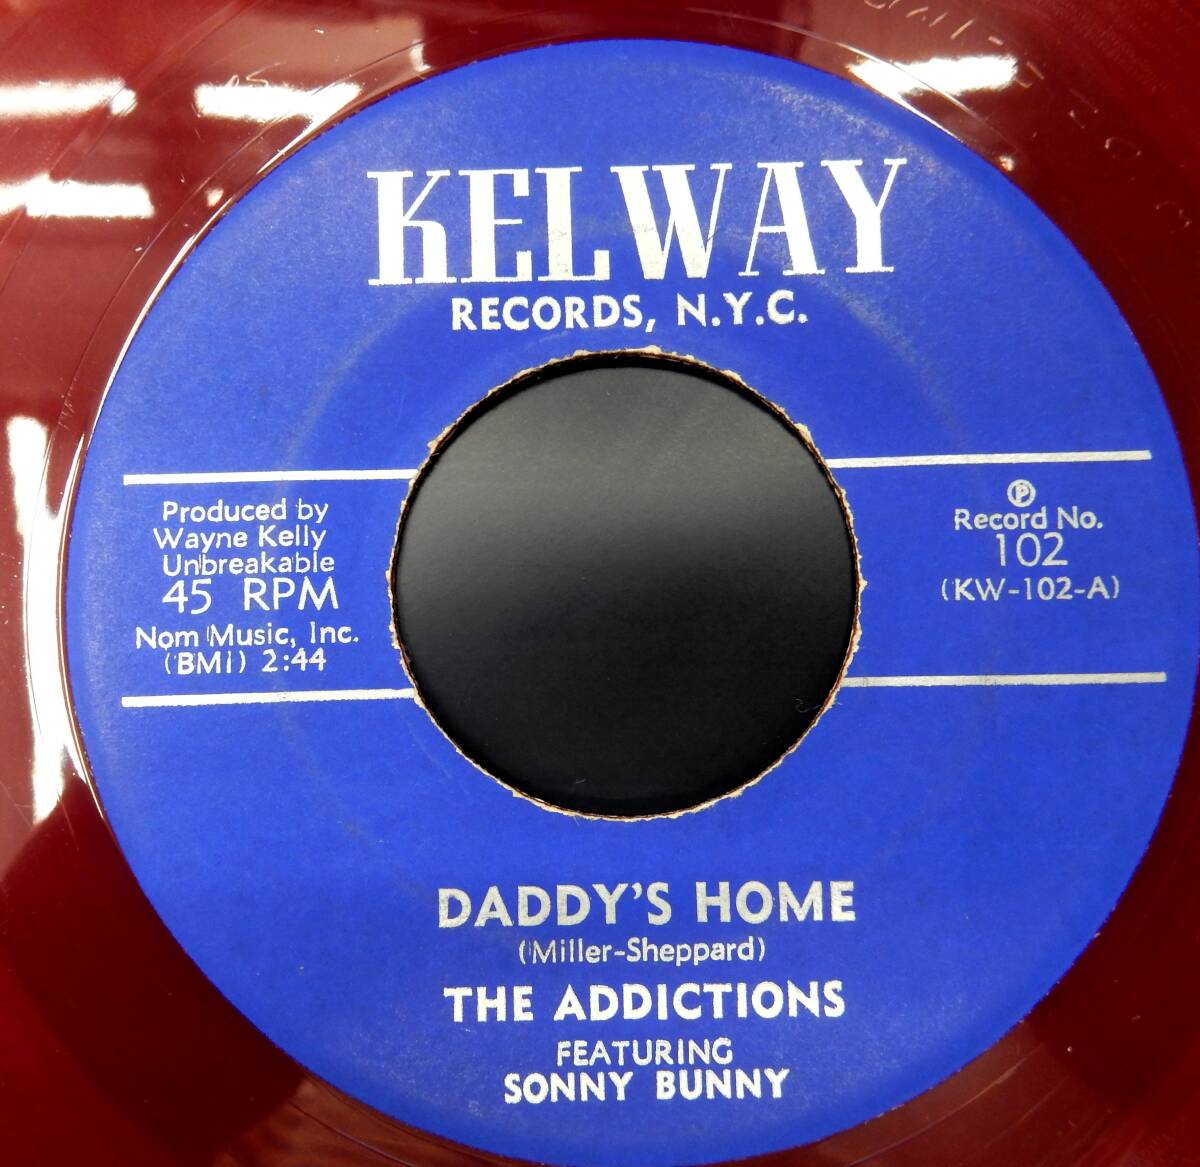 KELWAY
RECORDS, N.Y.C.
Produced by
Wayne Kelly
Unbreakable
45 RPM
Nom Music, Inc.
(BMI) 2:44
Ⓟ
Record No.
102
(KW-102-A)
DADDY'S HOME
(Miller-Sheppard)
THE ADDICTIONS
FEATURING
SONNY BUNNY